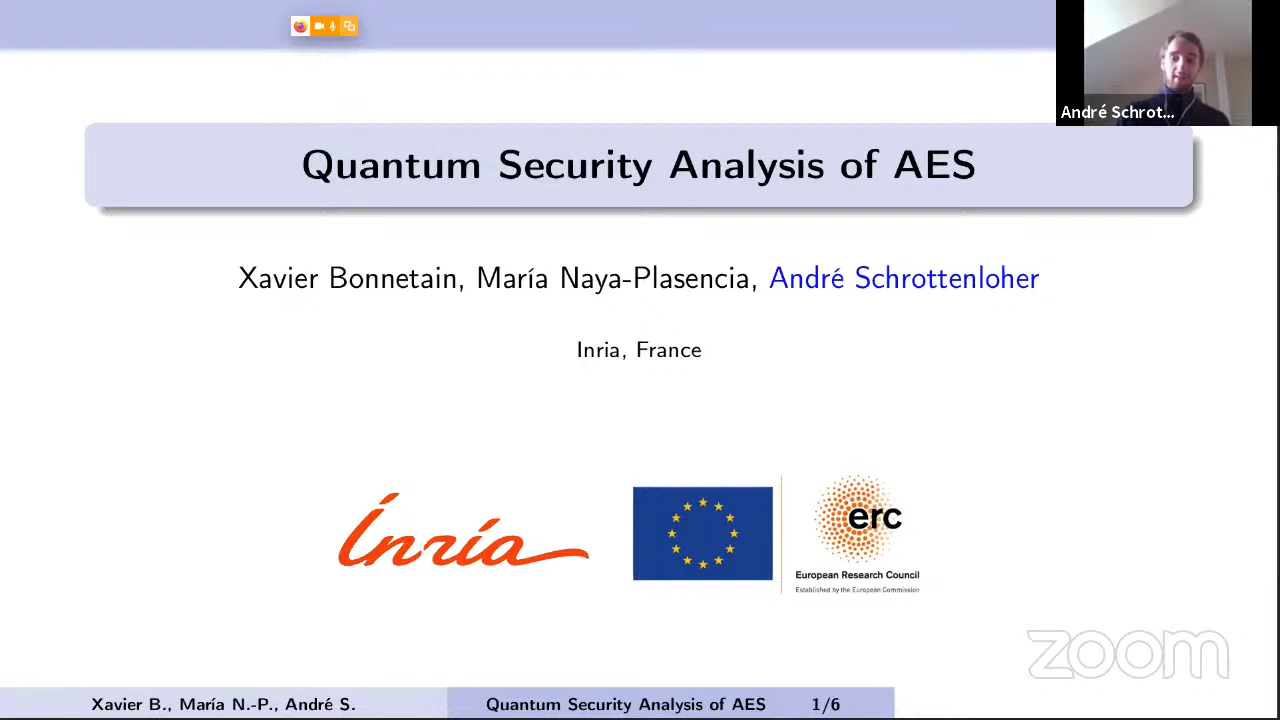 André Schrot...
Quantum Security Analysis of AES
Xavier Bonnetain, María Naya-Plasencia, André Schrottenloher
Inria, France
Inria
erc
European Research Council
Established by the European Commission
zoom
Xavier B., María N.-P., André S.
Quantum Security Analysis of AES
1/6